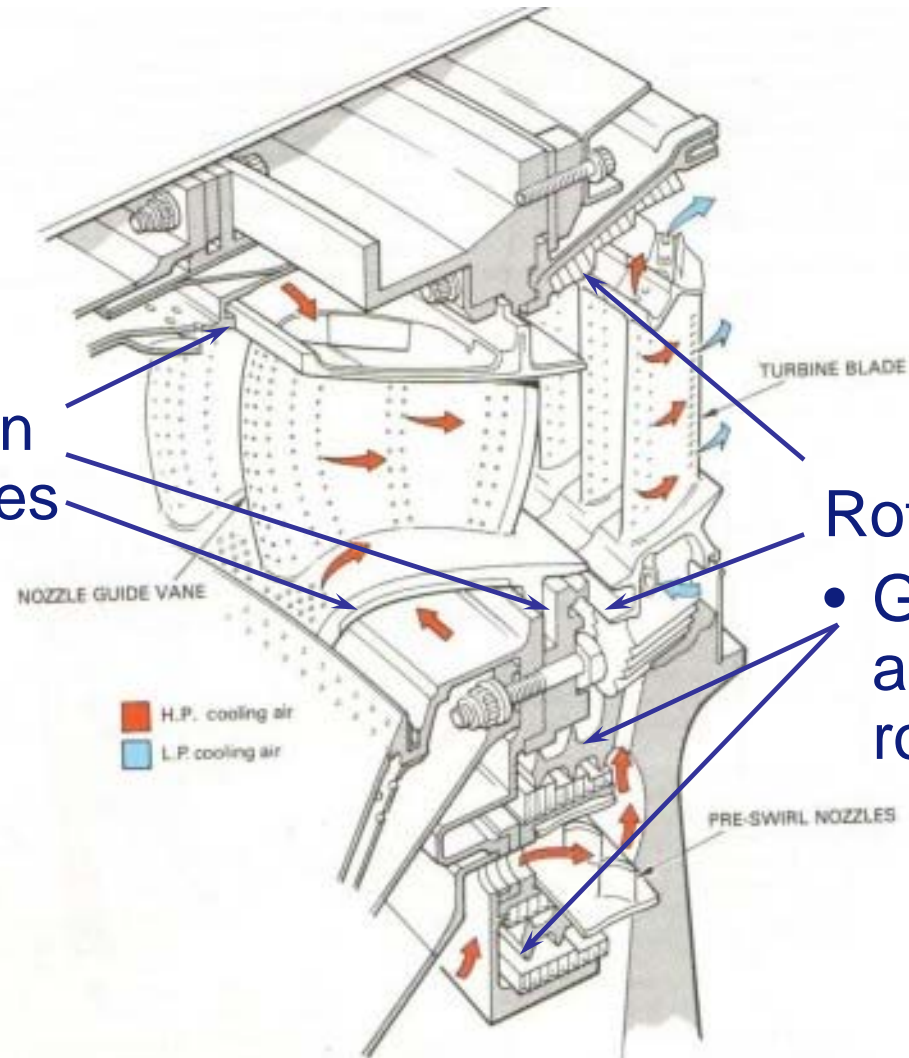 TURBINE BLADE
n
es
Rot
NOZZLE GUIDE VANE
• G
a
ro
H.P. cooling air
L.P. cooling air
PRE-SWIRL NOZZLES